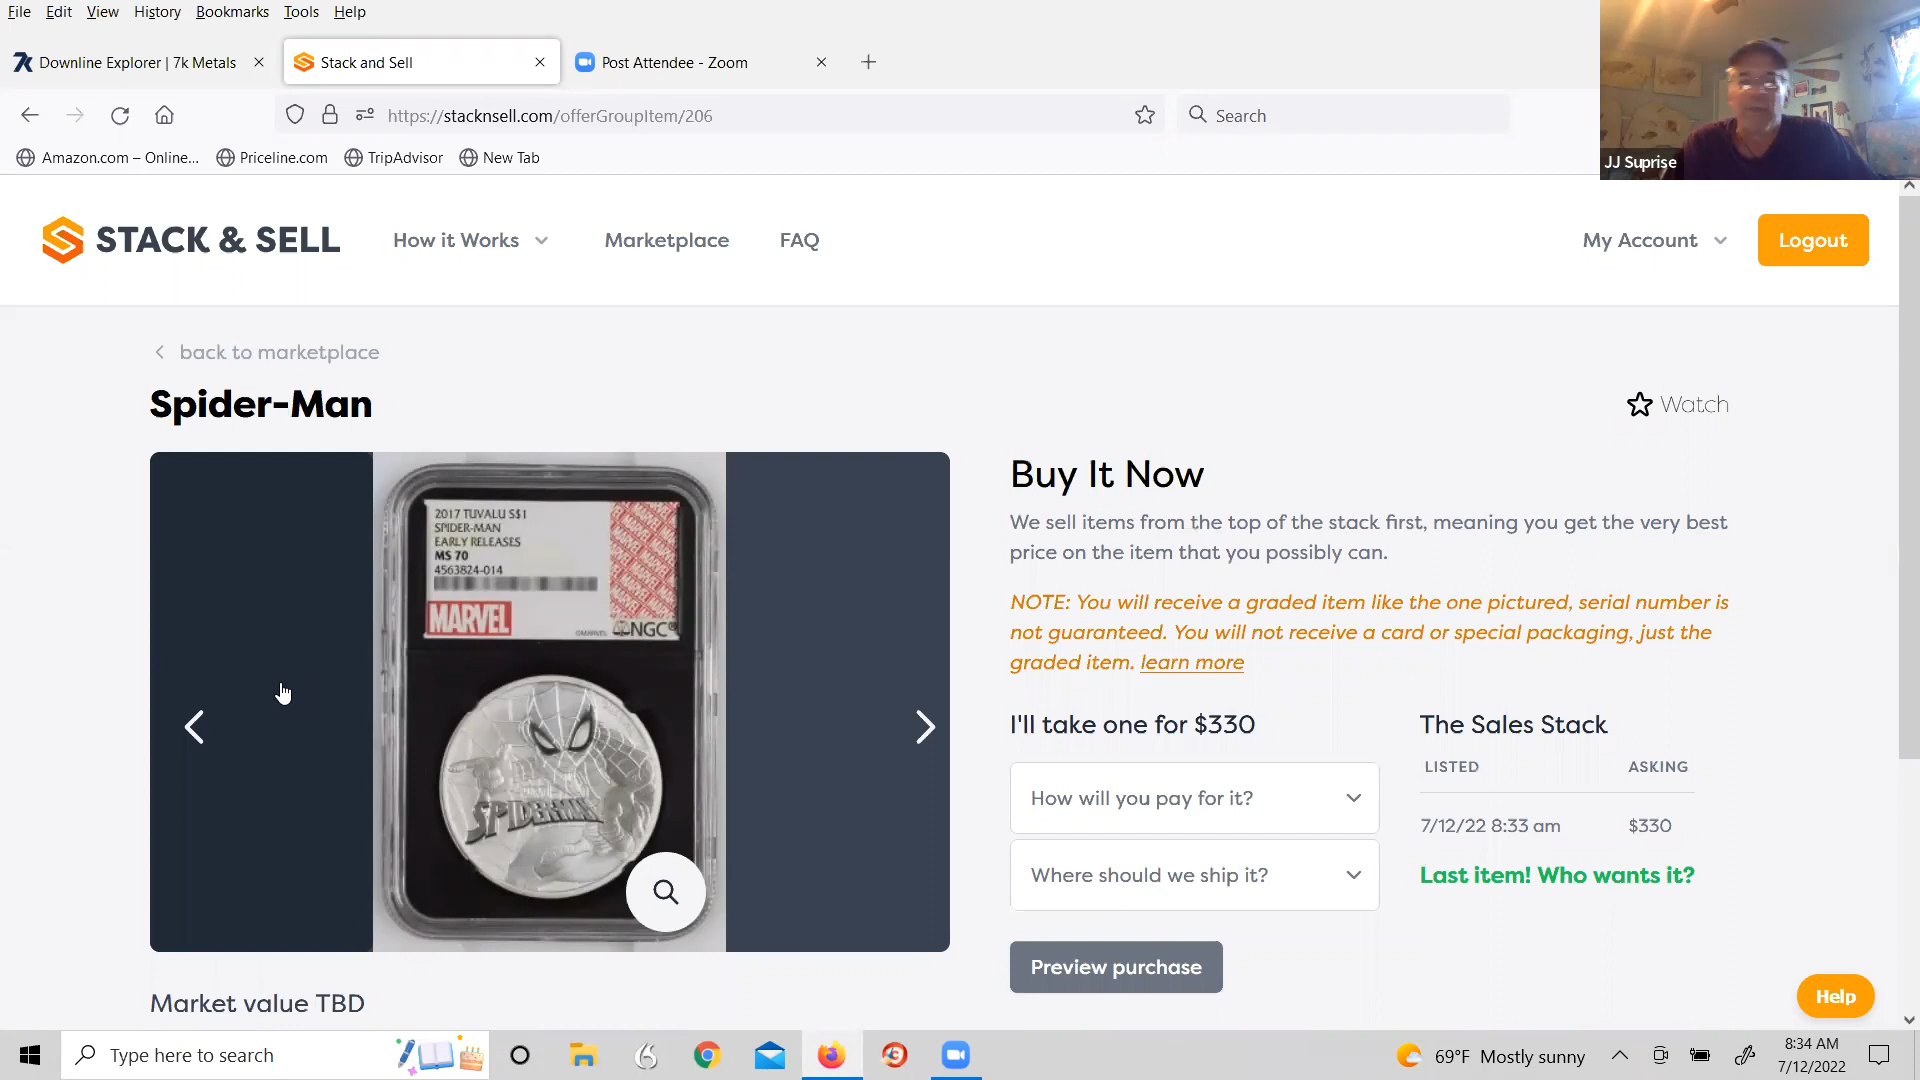 File Edit View History Bookmarks Tools Help
Downline Explorer | 7k Metals
Stack and Sell
Post Attendee - Zoom
https://stacknsell.com/offerGroupItem/206
Search
Amazon.com – Online...
Priceline.com
TripAdvisor
New Tab
JJ Suprise
STACK & SELL
How it Works
Marketplace
FAQ
My Account
Logout
back to marketplace
Spider-Man
Watch
2017 TUVALU S$1
SPIDER-MAN
EARLY RELEASES
MS 70
4563824-014
MARVEL
©MARVEL
NGC
SPIDER-MAN
Market value TBD
Buy It Now
We sell items from the top of the stack first, meaning you get the very best
price on the item that you possibly can.
NOTE: You will receive a graded item like the one pictured, serial number is
not guaranteed. You will not receive a card or special packaging, just the
graded item. learn more
I'll take one for $330
How will you pay for it?
Where should we ship it?
Preview purchase
The Sales Stack
LISTED ASKING
7/12/22 8:33 am $330
Last item! Who wants it?
Help
Type here to search
69°F Mostly sunny
8:34 AM
7/12/2022